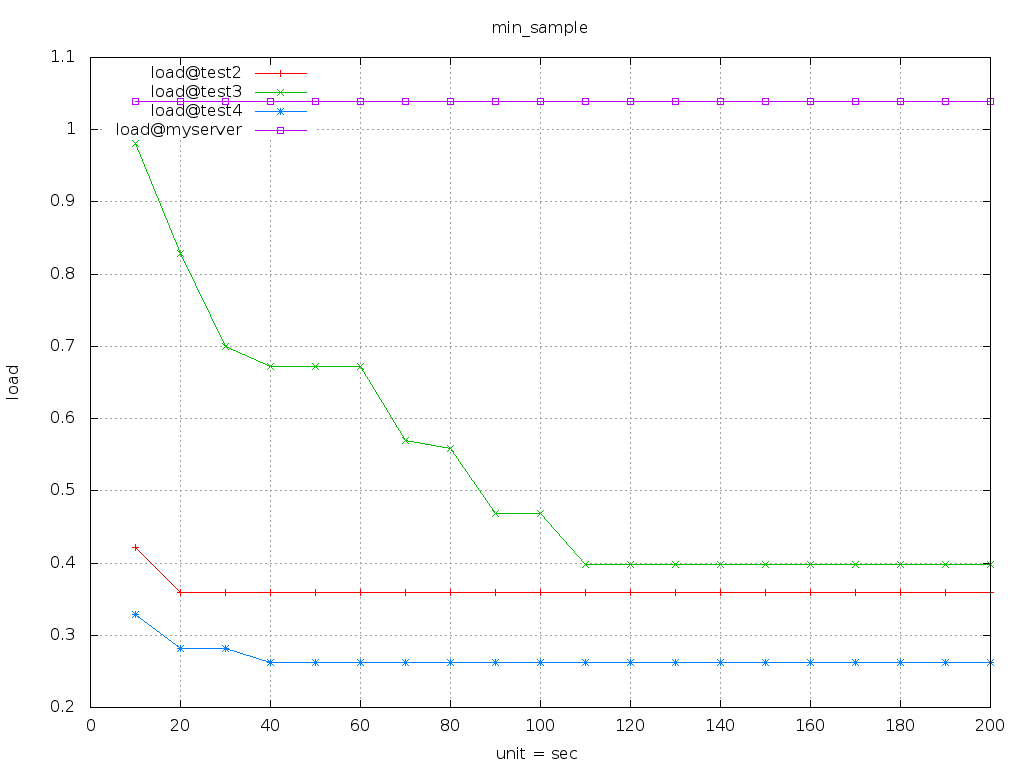 min_sample
1.1
1
0.9
0.8
0.7
0.6
0.5
0.4
0.3
0.2
load
load@test2
load@test3
load@test4
load@myserver
0 20 40 60 80 100 120 140 160 180 200
unit = sec